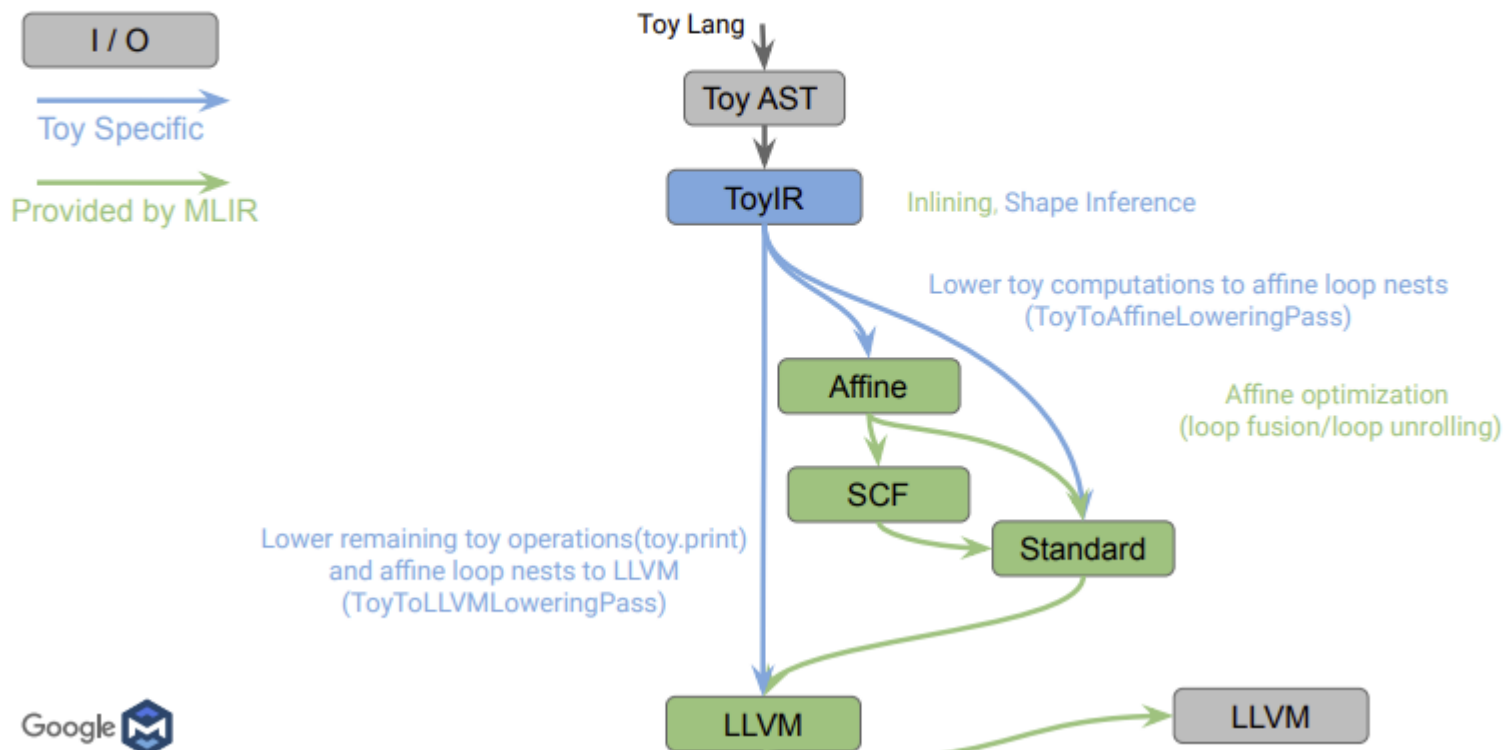 I / O
Toy Specific
Provided by MLIR
Toy Lang
Toy AST
ToyIR
Inlining, Shape Inference
Lower toy computations to affine loop nests
(ToyToAffineLoweringPass)
Affine
Affine optimization
(loop fusion/loop unrolling)
SCF
Standard
Lower remaining toy operations(toy.print)
and affine loop nests to LLVM
(ToyToLLVMLoweringPass)
LLVM
LLVM
Google